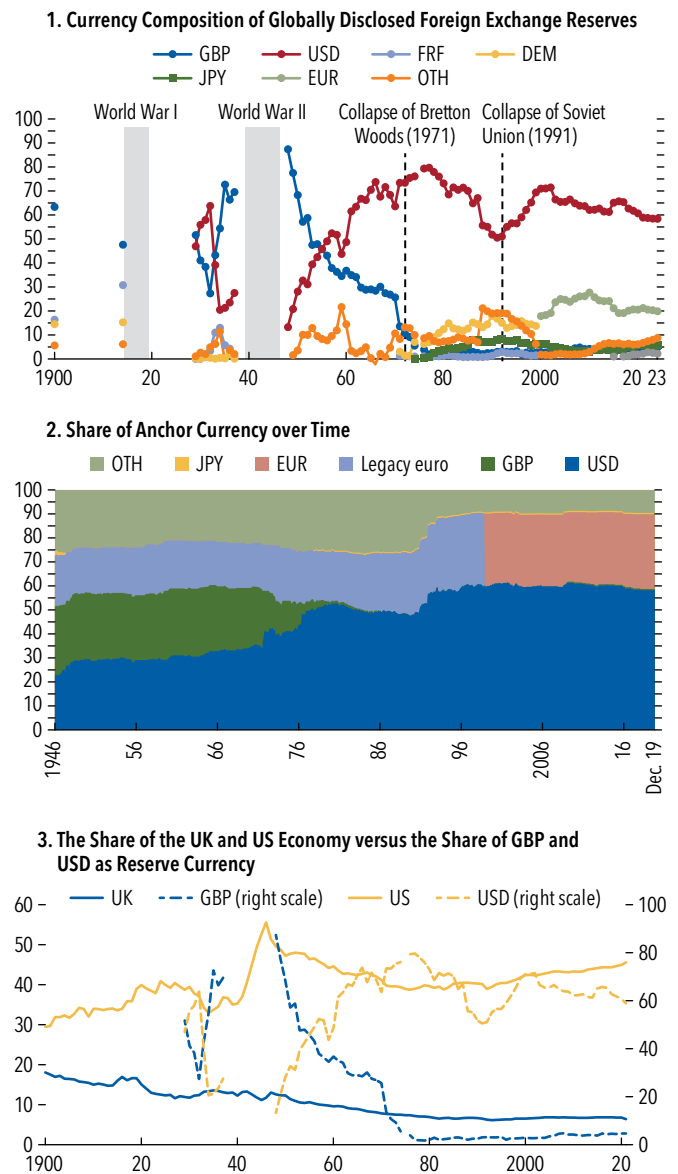 1. Currency Composition of Globally Disclosed Foreign Exchange Reserves
GBP USD FRF DEM
JPY EUR OTH
World War I World War II Collapse of Bretton Collapse of Soviet
Woods (1971) Union (1991)
100
90
80
70
60
50
40
30
20
10
0
1900 20 40 60 80 2000 20 23
2. Share of Anchor Currency over Time
OTH JPY EUR Legacy euro GBP USD
100
90
80
70
60
50
40
30
20
10
0
1946 56 66 76 86 96 2006 16 Dec. 19
3. The Share of the UK and US Economy versus the Share of GBP and
USD as Reserve Currency
UK GBP (right scale) US USD (right scale)
60 100
50 80
40 60
30
20 40
10 20
0 0
1900 20 40 60 80 2000 20